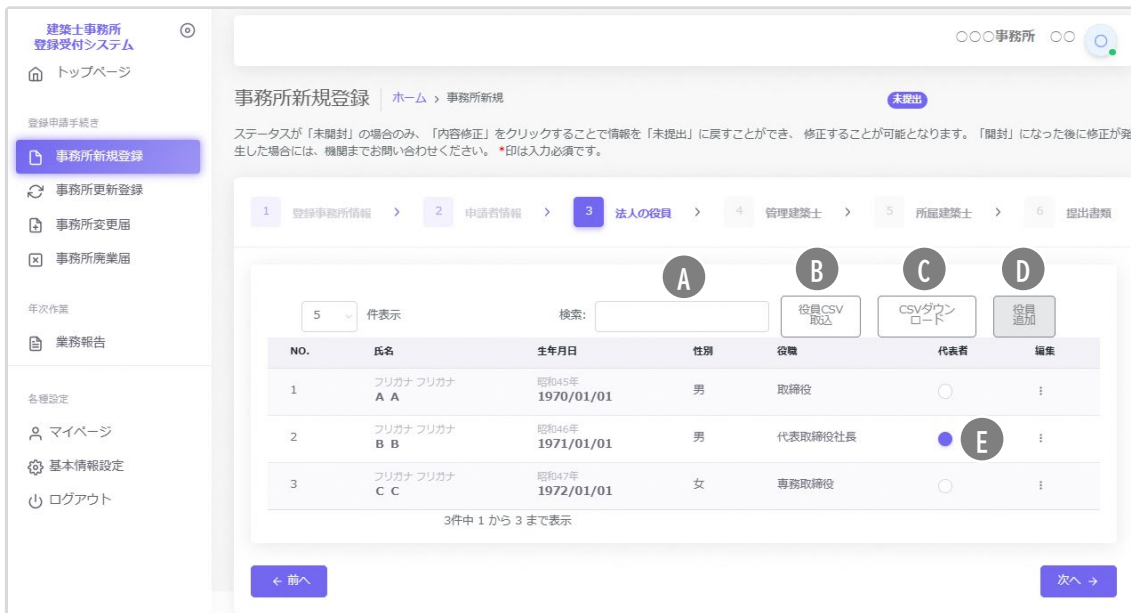 建築士事務所
登録受付システム
トップページ
登録申請手続き
事務所新規登録
事務所更新登録
事務所変更届
事務所廃業届
年次作業
業務報告
各種設定
マイページ
基本情報設定
ログアウト
○○○事務所 ○○ ○
事務所新規登録 ホーム › 事務所新規 未提出
ステータスが「未開封」の場合のみ、「内容修正」をクリックすることで情報を「未提出」に戻すことができ、 修正することが可能となります。「開封」になった後に修正が発
生した場合には、機関までお問い合わせください。 *印は入力必須です。
1 登録事務所情報 › 2 申請者情報 › 3 法人の役員 › 4 管理建築士 › 5 所属建築士 › 6 提出書類
A B C D
5 件表示 検索: 役員CSV取込 CSVダウンロード 役員追加
NO. 氏名 生年月日 性別 役職 代表者 編集
フリガナ フリガナ 昭和45年
1 A A 1970/01/01 男 取締役
フリガナ フリガナ 昭和46年
2 B B 1971/01/01 男 代表取締役社長 E
フリガナ フリガナ 昭和47年
3 C C 1972/01/01 女 専務取締役
3件中 1 から 3 まで表示
← 前へ 次へ →